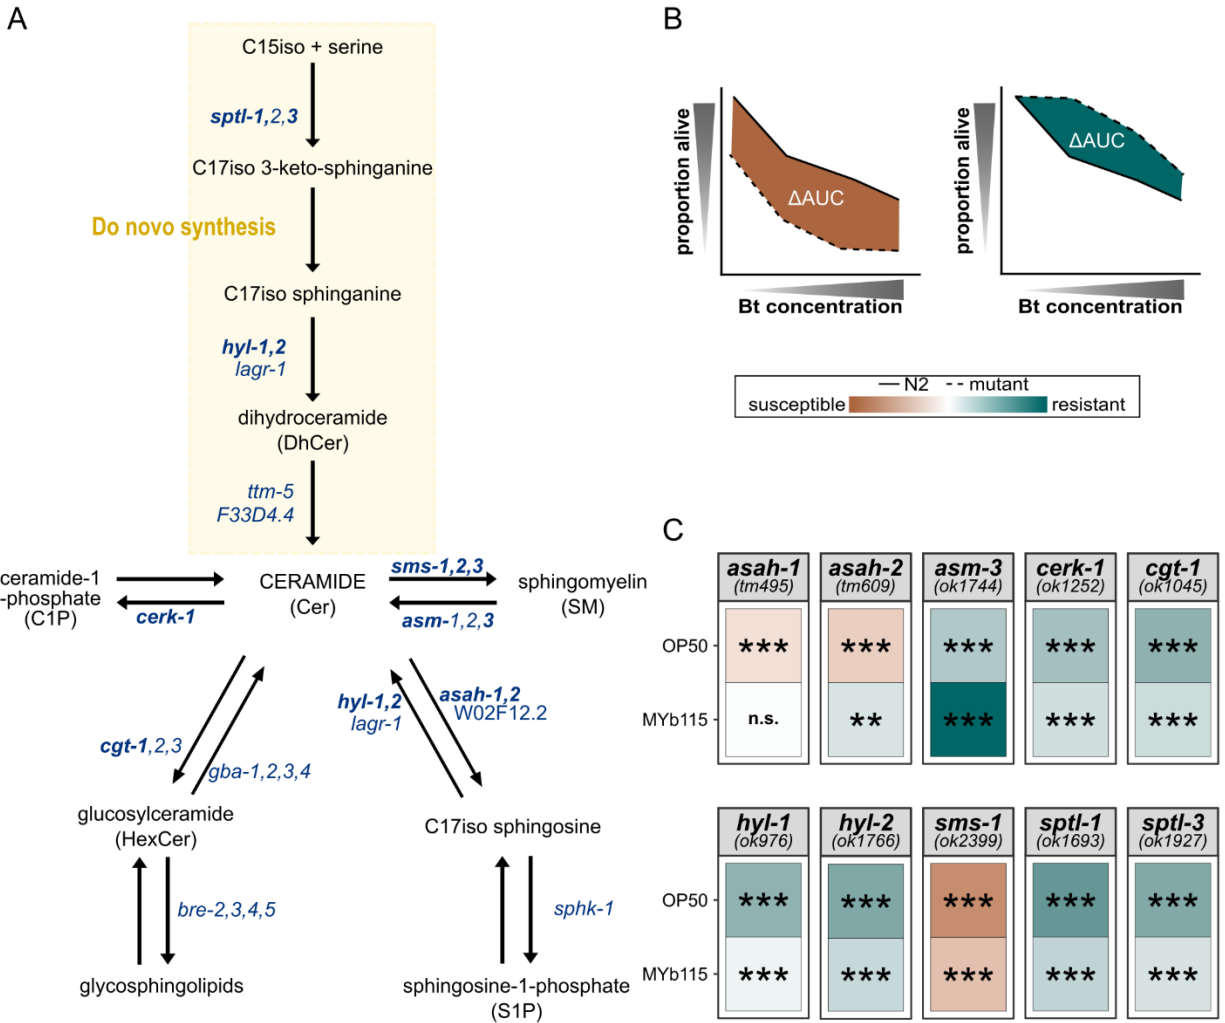 A
C15iso + serine
sptl-1,2,3
C17iso 3-keto-sphinganine
Do novo synthesis
C17iso sphinganine
hyl-1,2
lagr-1
dihydroceramide
(DhCer)
ttm-5
F33D4.4
ceramide-1
-phosphate
(C1P)
cerk-1
CERAMIDE
(Cer)
sms-1,2,3
asm-1,2,3
sphingomyelin
(SM)
cgt-1,2,3
gba-1,2,3,4
hyl-1,2
lagr-1
asah-1,2
W02F12.2
glucosylceramide
(HexCer)
C17iso sphingosine
bre-2,3,4,5
sphk-1
glycosphingolipids
sphingosine-1-phosphate
(S1P)
B
proportion alive
ΔAUC
Bt concentration
proportion alive
ΔAUC
Bt concentration
N2 mutant
susceptible resistant
C
asah-1 asah-2 asm-3 cerk-1 cgt-1
(tm495) (tm609) (ok1744) (ok1252) (ok1045)
OP50 *** *** *** *** ***
MYb115 n.s. ** *** *** ***
hyl-1 hyl-2 sms-1 sptl-1 sptl-3
(ok976) (ok1766) (ok2399) (ok1693) (ok1927)
OP50 *** *** *** *** ***
MYb115 *** *** *** *** ***